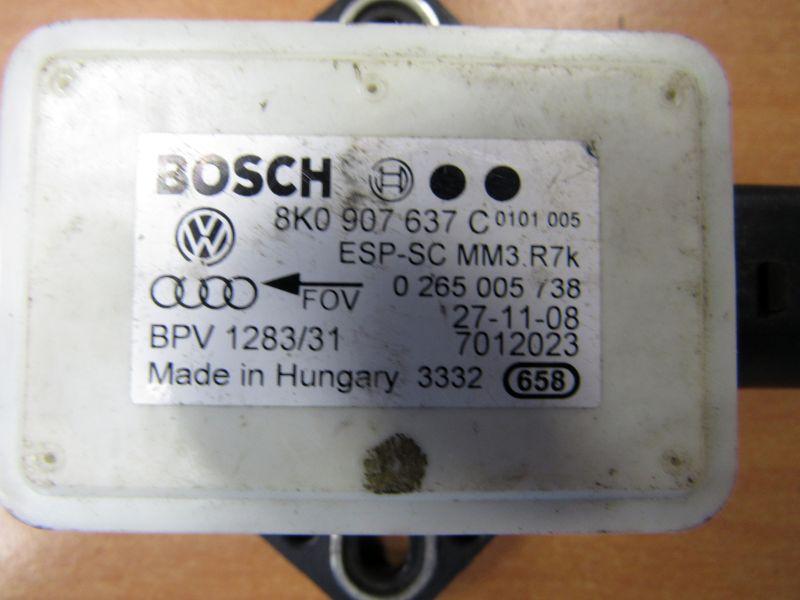 BOSCH
8K0 907 637 C 0101 005
ESP-SC MM3.R7k
FOV 0 265 005 738
27-11-08
BPV 1283/31 7012023
Made in Hungary 3332 658